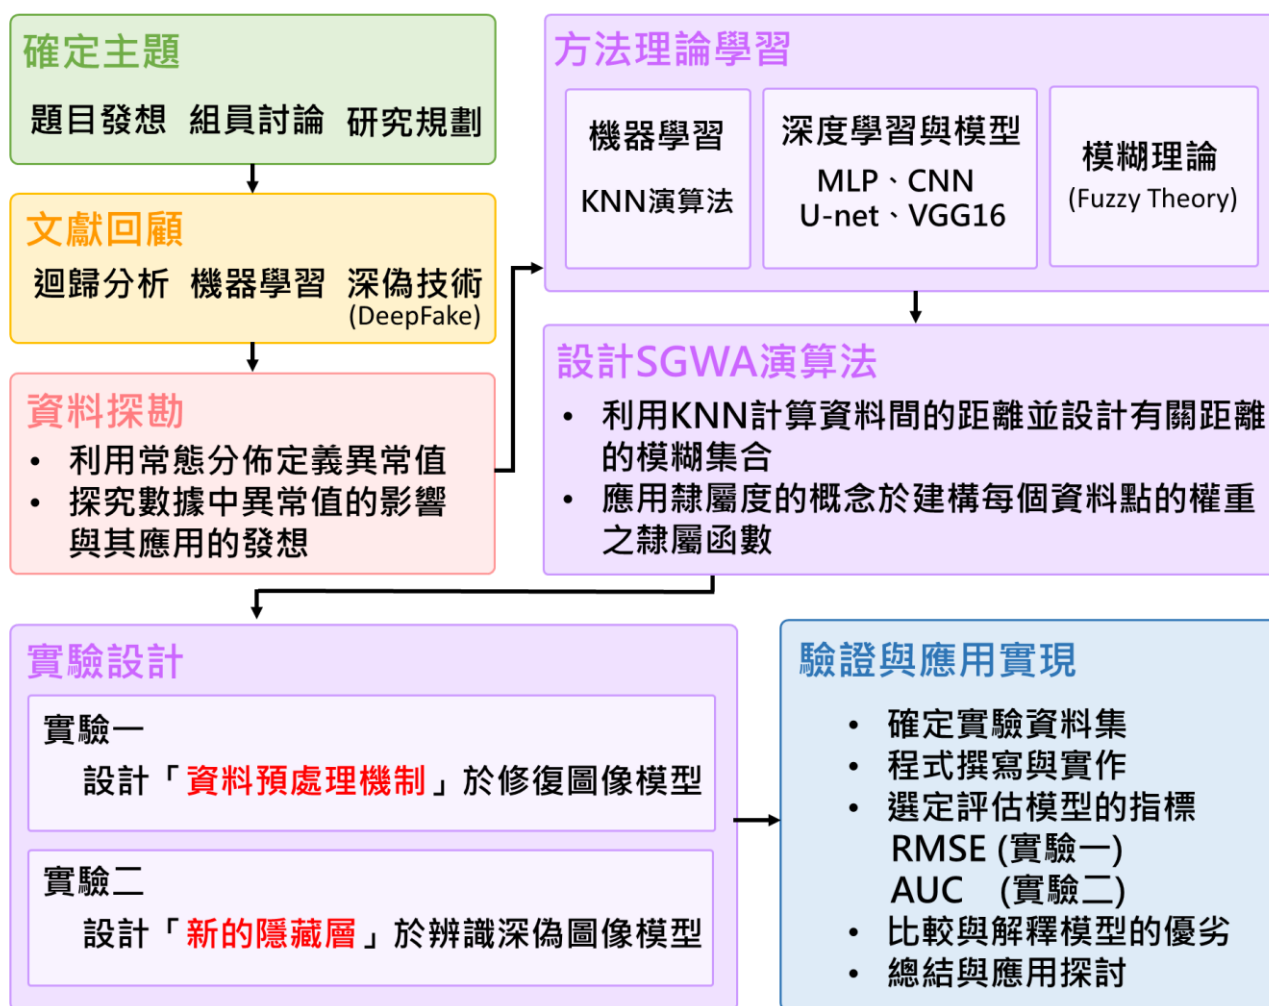 確定主題
題目發想 組員討論 研究規劃
文獻回顧
迴歸分析 機器學習 深偽技術
(DeepFake)
資料探勘
• 利用常態分佈定義異常值
• 探究數據中異常值的影響
與其應用的發想
方法理論學習
機器學習
KNN演算法
深度學習與模型
MLP、CNN
U-net、VGG16
模糊理論
(Fuzzy Theory)
設計SGWA演算法
• 利用KNN計算資料間的距離並設計有關距離
的模糊集合
• 應用隸屬度的概念於建構每個資料點的權重
之隸屬函數
實驗設計
實驗一
設計「資料預處理機制」於修復圖像模型
實驗二
設計「新的隱藏層」於辨識深偽圖像模型
驗證與應用實現
• 確定實驗資料集
• 程式撰寫與實作
• 選定評估模型的指標
RMSE (實驗一)
AUC (實驗二)
• 比較與解釋模型的優劣
• 總結與應用探討